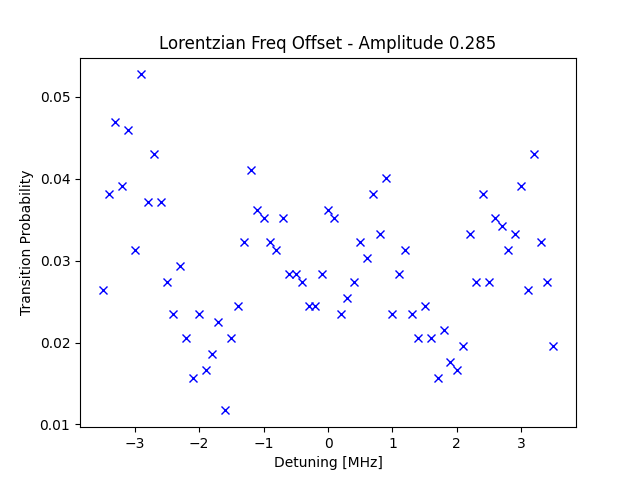 Lorentzian Freq Offset - Amplitude 0.285
Transition Probability
0.05
0.04
0.03
0.02
0.01
−3 −2 −1 0 1 2 3
Detuning [MHz]